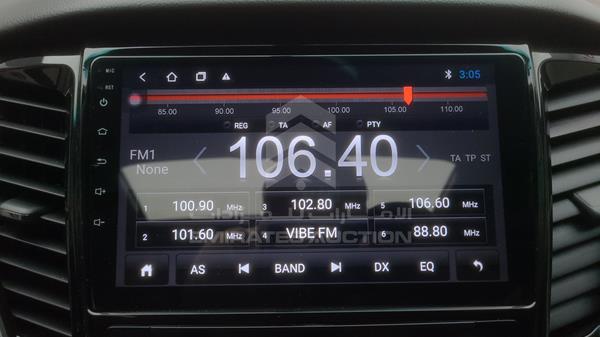 MIC
RST
3:05
85.00 90.00 95.00 100.00 105.00 110.00
REG TA AF PTY
FM1
None
106.40
TA TP ST
1 100.90 MHz 3 102.80 MHz 5 106.60 MHz
2 101.60 MHz 4 VIBE FM 6 88.80 MHz
الإمارات للمزادات
EMIRATES AUCTION
AS BAND DX EQ